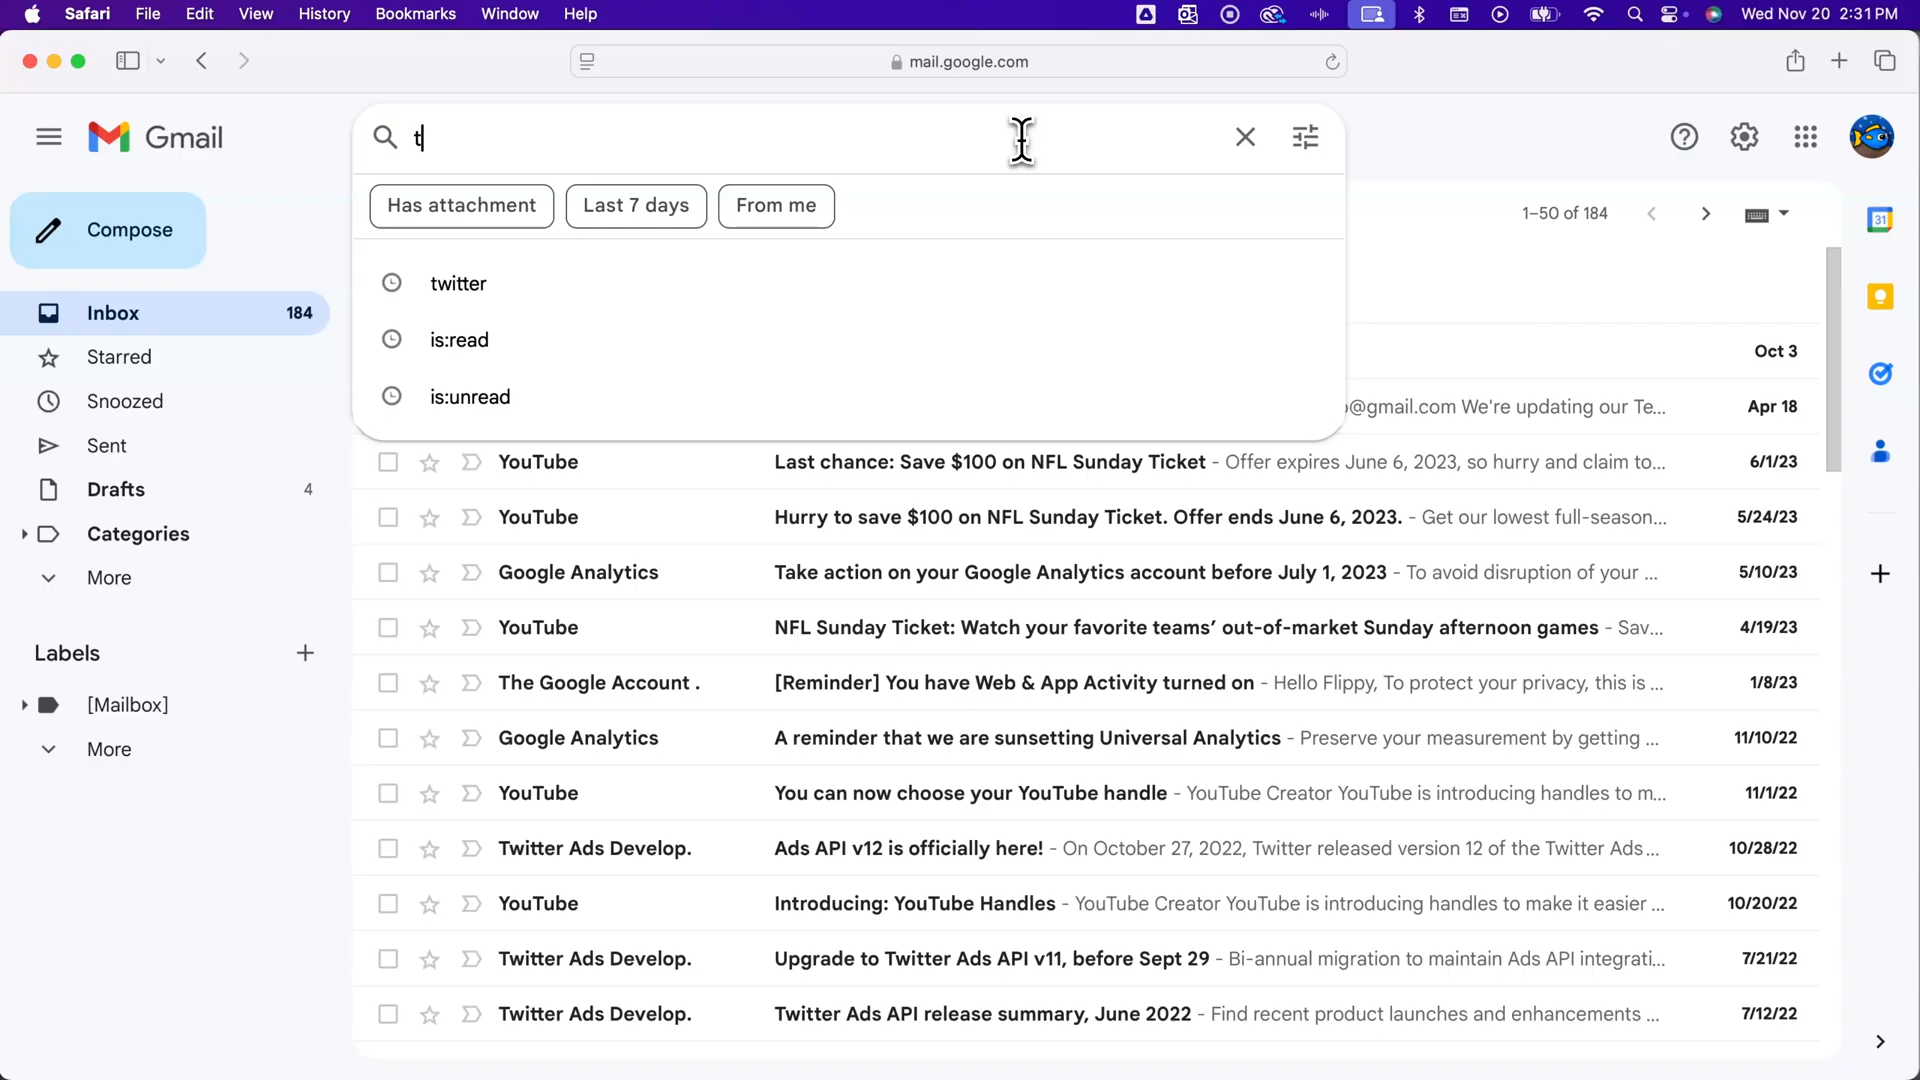 Safari File Edit View History Bookmarks Window Help Wed Nov 20 2:31 PM
mail.google.com
Gmail
t
Has attachment Last 7 days From me
twitter
is:read
is:unread
Compose
Inbox 184
Starred
Snoozed
Sent
Drafts 4
Categories
More
Labels
[Mailbox]
More
1–50 of 184
31
Oct 3
@gmail.com We're updating our Te... Apr 18
YouTube Last chance: Save $100 on NFL Sunday Ticket - Offer expires June 6, 2023, so hurry and claim to... 6/1/23
YouTube Hurry to save $100 on NFL Sunday Ticket. Offer ends June 6, 2023. - Get our lowest full-season... 5/24/23
Google Analytics Take action on your Google Analytics account before July 1, 2023 - To avoid disruption of your ... 5/10/23
YouTube NFL Sunday Ticket: Watch your favorite teams’ out-of-market Sunday afternoon games - Sav... 4/19/23
The Google Account . [Reminder] You have Web & App Activity turned on - Hello Flippy, To protect your privacy, this is ... 1/8/23
Google Analytics A reminder that we are sunsetting Universal Analytics - Preserve your measurement by getting ... 11/10/22
YouTube You can now choose your YouTube handle - YouTube Creator YouTube is introducing handles to m... 11/1/22
Twitter Ads Develop. Ads API v12 is officially here! - On October 27, 2022, Twitter released version 12 of the Twitter Ads... 10/28/22
YouTube Introducing: YouTube Handles - YouTube Creator YouTube is introducing handles to make it easier ... 10/20/22
Twitter Ads Develop. Upgrade to Twitter Ads API v11, before Sept 29 - Bi-annual migration to maintain Ads API integrati... 7/21/22
Twitter Ads Develop. Twitter Ads API release summary, June 2022 - Find recent product launches and enhancements ... 7/12/22